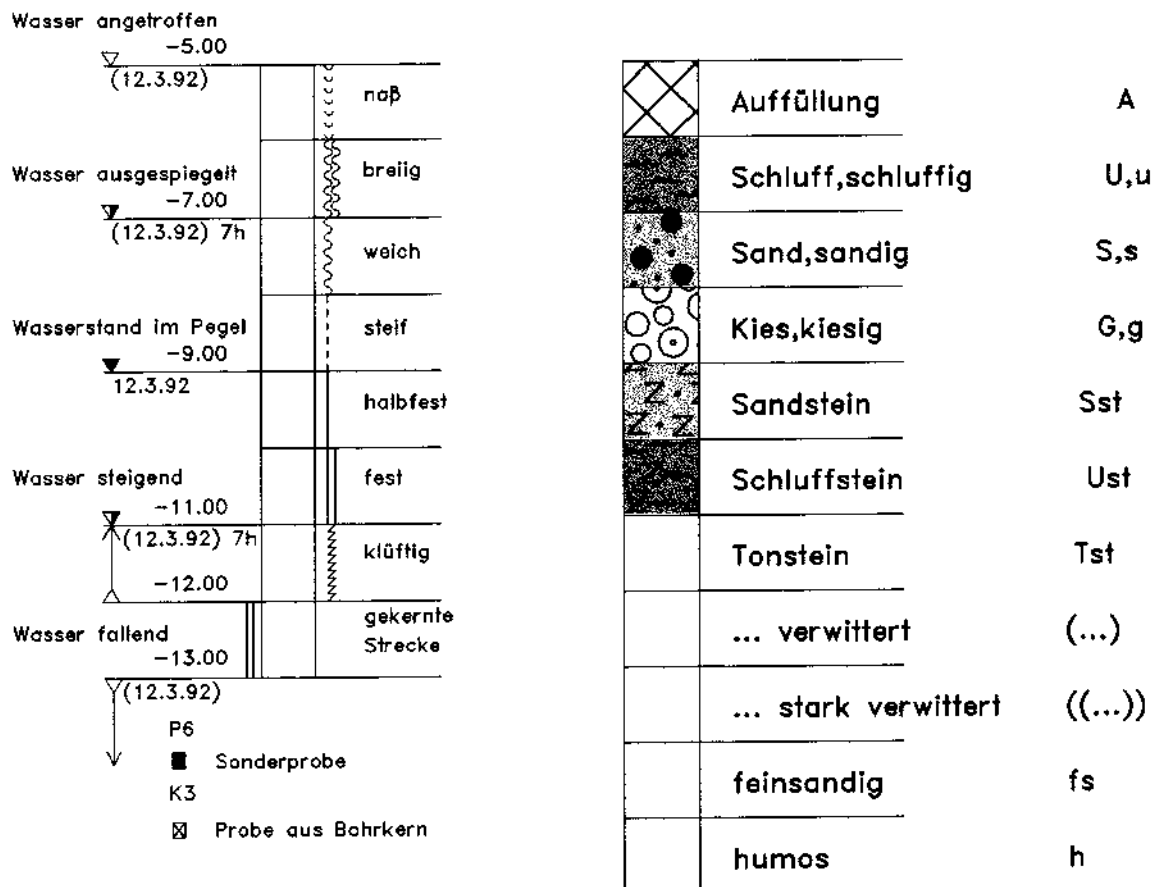 Wasser angetroffen
-5.00
(12.3.92)
naß
breiig
Wasser ausgespiegelt
-7.00
(12.3.92) 7h
weich
Wasserstand im Pegel
-9.00
12.3.92
steif
halbfest
Wasser steigend
-11.00
(12.3.92) 7h
fest
klüftig
-12.00
gekernte
Strecke
Wasser fallend
-13.00
(12.3.92)
P6
Sonderprobe
K3
Probe aus Bohrkern
Auffüllung A
Schluff,schluffig U,u
Sand,sandig S,s
Kies,kiesig G,g
Sandstein Sst
Schluffstein Ust
Tonstein Tst
... verwittert (...)
... stark verwittert ((...))
feinsandig fs
humos h